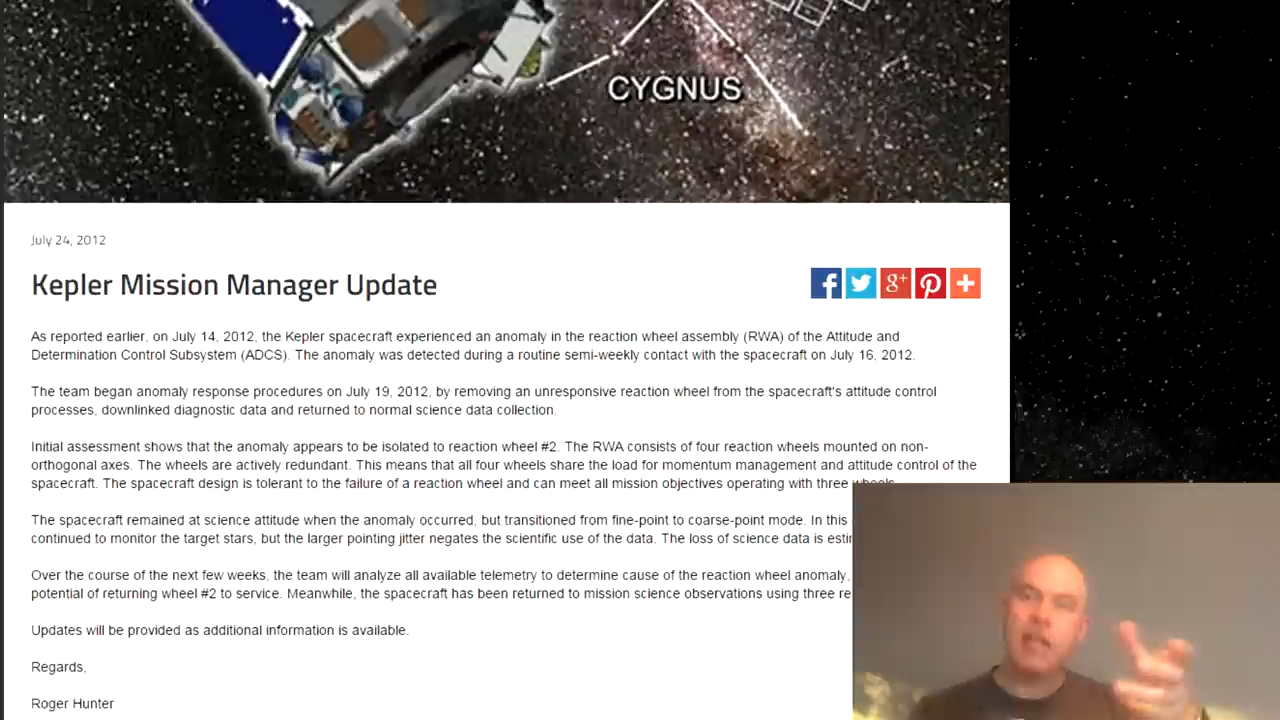 CYGNUS
July 24, 2012
Kepler Mission Manager Update
As reported earlier, on July 14, 2012, the Kepler spacecraft experienced an anomaly in the reaction wheel assembly (RWA) of the Attitude and
Determination Control Subsystem (ADCS). The anomaly was detected during a routine semi-weekly contact with the spacecraft on July 16, 2012.
The team began anomaly response procedures on July 19, 2012, by removing an unresponsive reaction wheel from the spacecraft's attitude control
processes, downlinked diagnostic data and returned to normal science data collection.
Initial assessment shows that the anomaly appears to be isolated to reaction wheel #2. The RWA consists of four reaction wheels mounted on non-
orthogonal axes. The wheels are actively redundant. This means that all four wheels share the load for momentum management and attitude control of the
spacecraft. The spacecraft design is tolerant to the failure of a reaction wheel and can meet all mission objectives operating with three wheels.
The spacecraft remained at science attitude when the anomaly occurred, but transitioned from fine-point to coarse-point mode. In this
continued to monitor the target stars, but the larger pointing jitter negates the scientific use of the data. The loss of science data is
Over the course of the next few weeks, the team will analyze all available telemetry to determine cause of the reaction wheel anomaly,
potential of returning wheel #2 to service. Meanwhile, the spacecraft has been returned to mission science observations using three
Updates will be provided as additional information is available.
Regards,
Roger Hunter